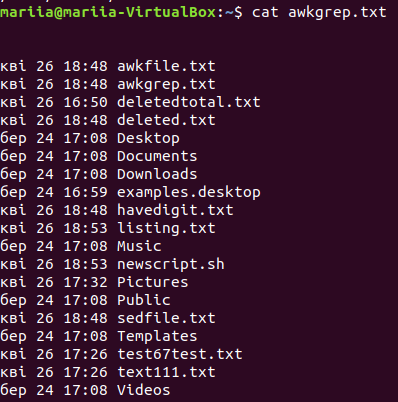 mariia@mariia-VirtualBox:~$ cat awkgrep.txt
кві 26 18:48 awkfile.txt
кві 26 18:48 awkgrep.txt
кві 26 16:50 deletedtotal.txt
кві 26 18:48 deleted.txt
бер 24 17:08 Desktop
бер 24 17:08 Documents
бер 24 17:08 Downloads
бер 24 16:59 examples.desktop
кві 26 18:48 havedigit.txt
кві 26 18:53 listing.txt
бер 24 17:08 Music
кві 26 18:53 newscript.sh
кві 26 17:32 Pictures
бер 24 17:08 Public
кві 26 18:48 sedfile.txt
бер 24 17:08 Templates
кві 26 17:26 test67test.txt
кві 26 17:26 text111.txt
бер 24 17:08 Videos